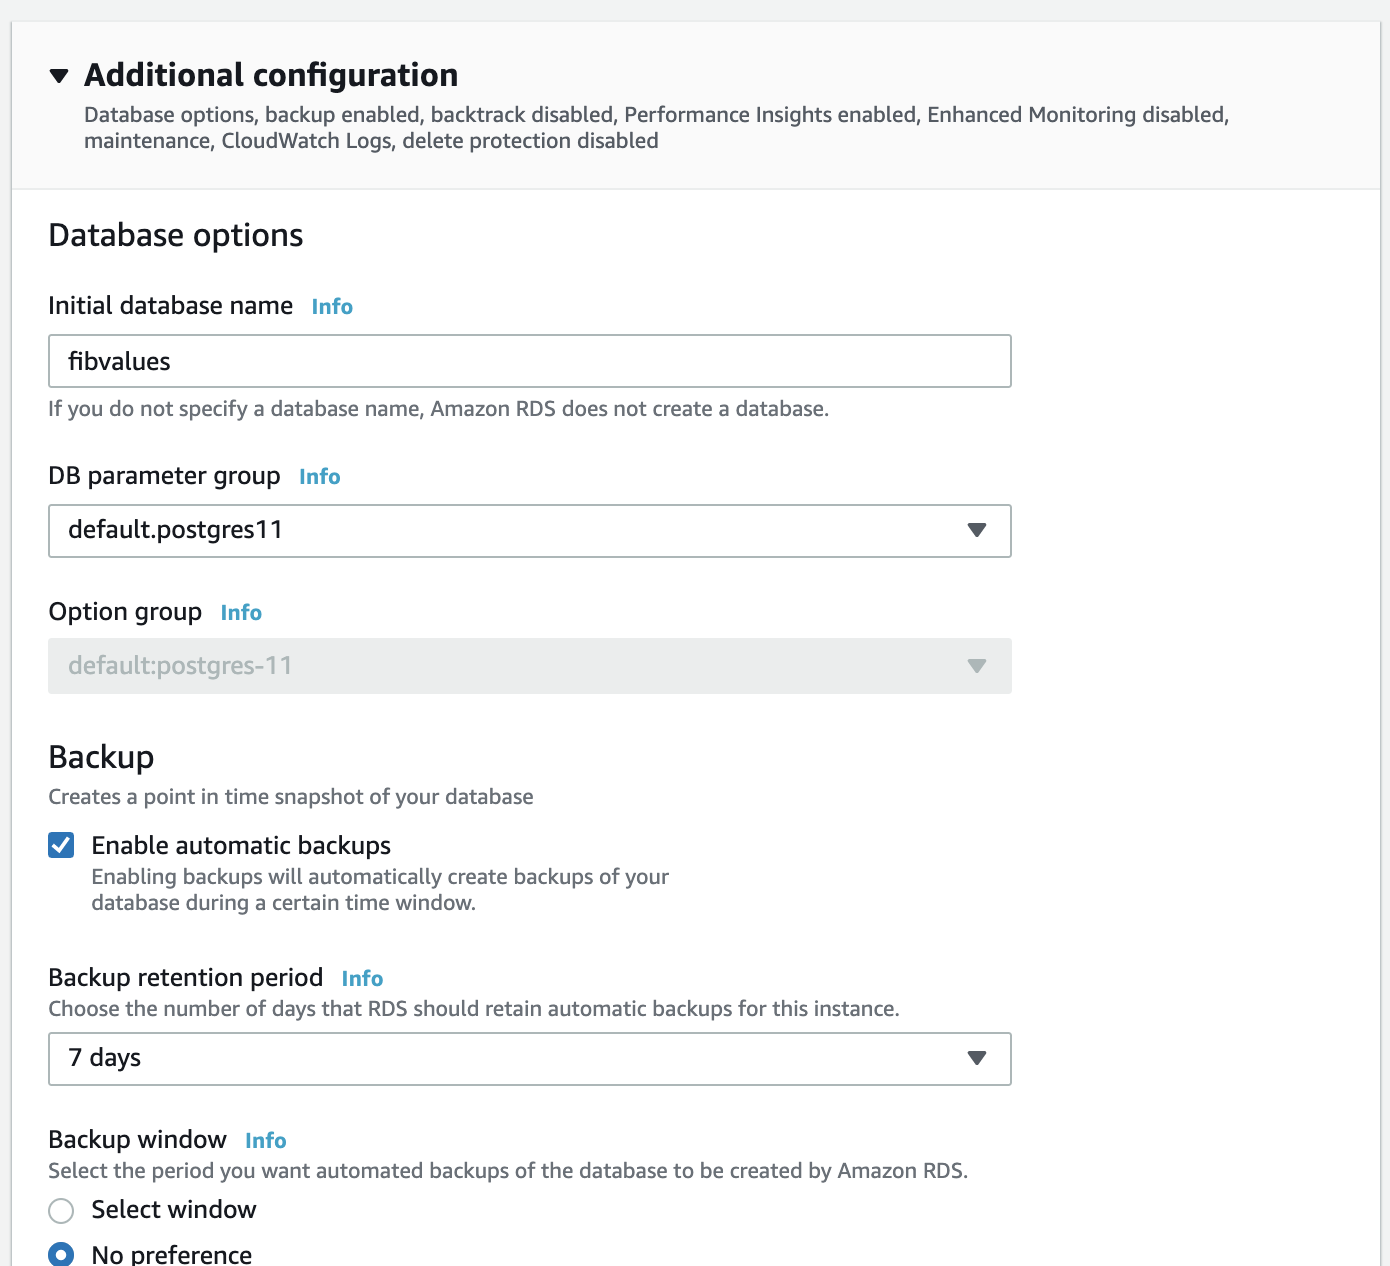 Additional configuration
Database options, backup enabled, backtrack disabled, Performance Insights enabled, Enhanced Monitoring disabled,
maintenance, CloudWatch Logs, delete protection disabled
Database options
Initial database name Info
fibvalues
If you do not specify a database name, Amazon RDS does not create a database.
DB parameter group Info
default.postgres11
Option group Info
default:postgres-11
Backup
Creates a point in time snapshot of your database
Enable automatic backups
Enabling backups will automatically create backups of your
database during a certain time window.
Backup retention period Info
Choose the number of days that RDS should retain automatic backups for this instance.
7 days
Backup window Info
Select the period you want automated backups of the database to be created by Amazon RDS.
Select window
No preference